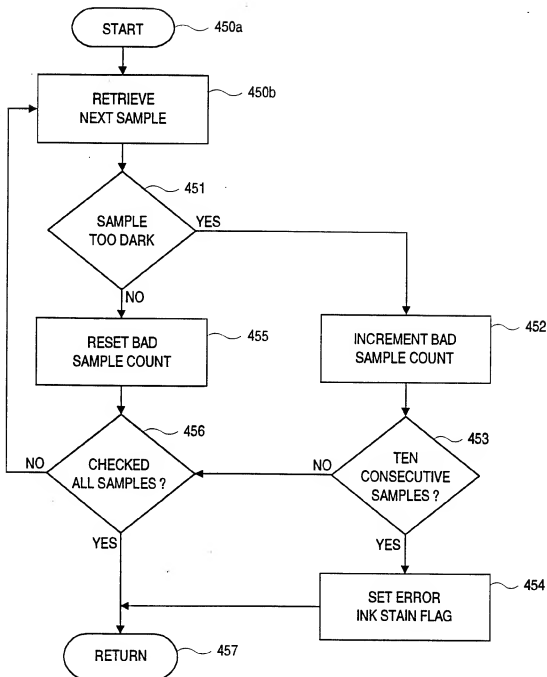 START
450a
RETRIEVE
NEXT SAMPLE
450b
451
SAMPLE
TOO DARK
YES
NO
RESET BAD
SAMPLE COUNT
455
INCREMENT BAD
SAMPLE COUNT
452
456
CHECKED
ALL SAMPLES ?
NO
YES
453
TEN
CONSECUTIVE
SAMPLES ?
NO
YES
SET ERROR
INK STAIN FLAG
454
RETURN
457